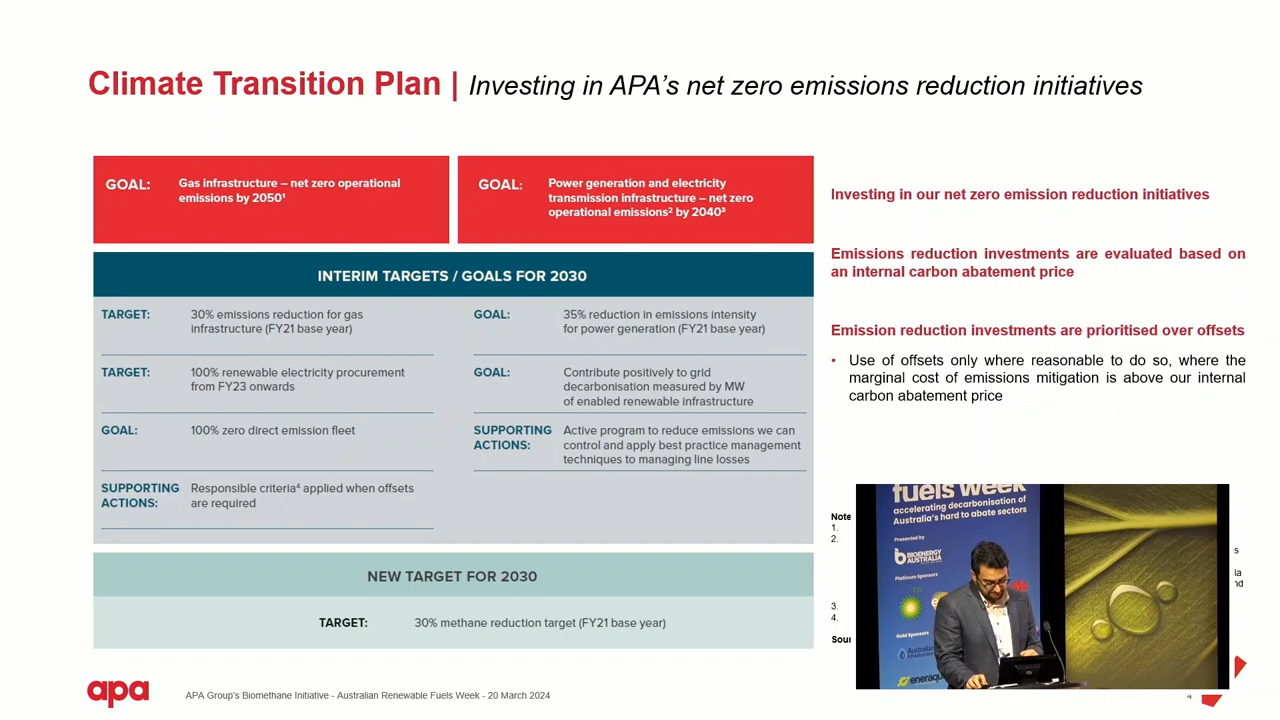 Climate Transition Plan | Investing in APA's net zero emissions reduction initiatives
GOAL:
Gas infrastructure – net zero operational
emissions by 2050¹
GOAL:
Power generation and electricity
transmission infrastructure – net zero
operational emissions² by 2040³
INTERIM TARGETS / GOALS FOR 2030
TARGET:
30% emissions reduction for gas
infrastructure (FY21 base year)
TARGET:
100% renewable electricity procurement
from FY23 onwards
GOAL:
100% zero direct emission fleet
SUPPORTING
ACTIONS:
Responsible criteria⁴ applied when offsets
are required
GOAL:
35% reduction in emissions intensity
for power generation (FY21 base year)
GOAL:
Contribute positively to grid
decarbonisation measured by MW
of enabled renewable infrastructure
SUPPORTING
ACTIONS:
Active program to reduce emissions we can
control and apply best practice management
techniques to managing line losses
NEW TARGET FOR 2030
TARGET:
30% methane reduction target (FY21 base year)
Investing in our net zero emission reduction initiatives
Emissions reduction investments are evaluated based on
an internal carbon abatement price
Emission reduction investments are prioritised over offsets
• Use of offsets only where reasonable to do so, where the
marginal cost of emissions mitigation is above our internal
carbon abatement price
Note
1.
2.
3.
4.
Sour
fuels week
accelerating decarbonisation of
Australia's hard to abate sectors
Presented by
BIOENERGY
AUSTRALIA
Platinum Sponsors
bp
Gold Sponsors
apa
APA Group's Biomethane Initiative - Australian Renewable Fuels Week - 20 March 2024
4